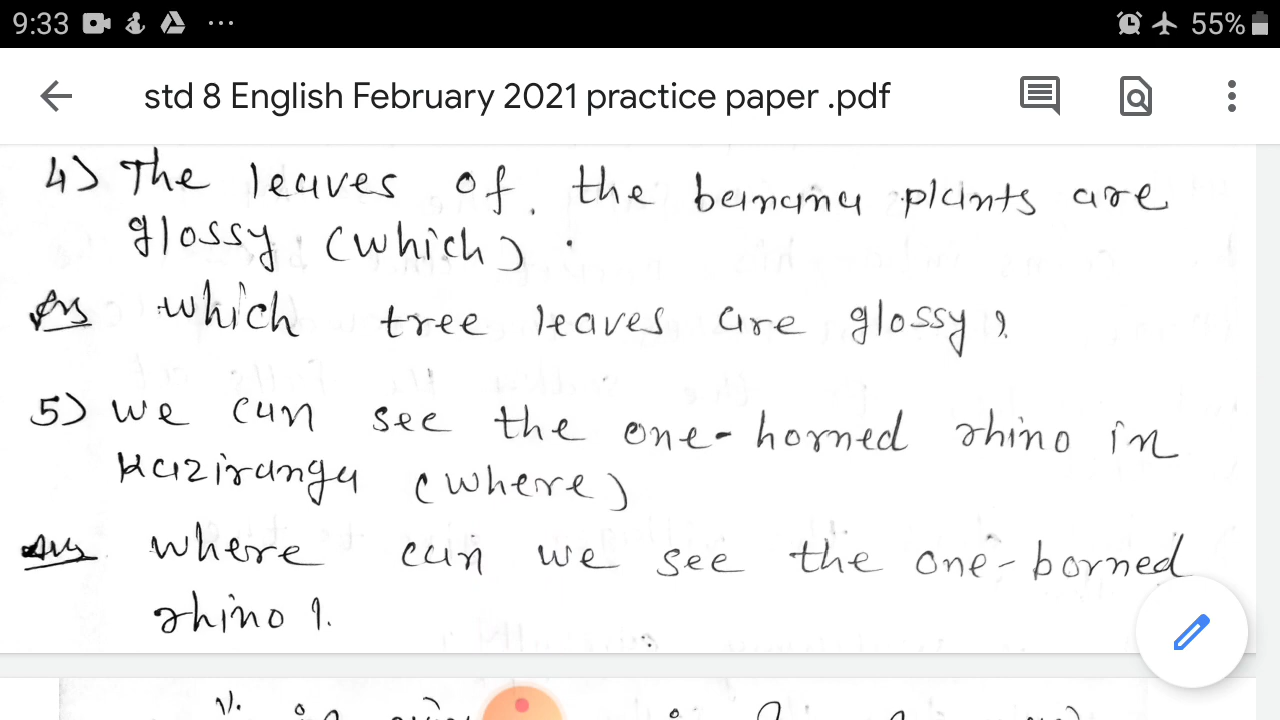 9:33 ... 55%
std 8 English February 2021 practice paper .pdf
4) The leaves of the banana plants are
glossy. (which).
Ans which tree leaves are glossy?
5) we can see the one-horned rhino in
Kaziranga (where)
Ans where can we see the one-borned
rhino ?.